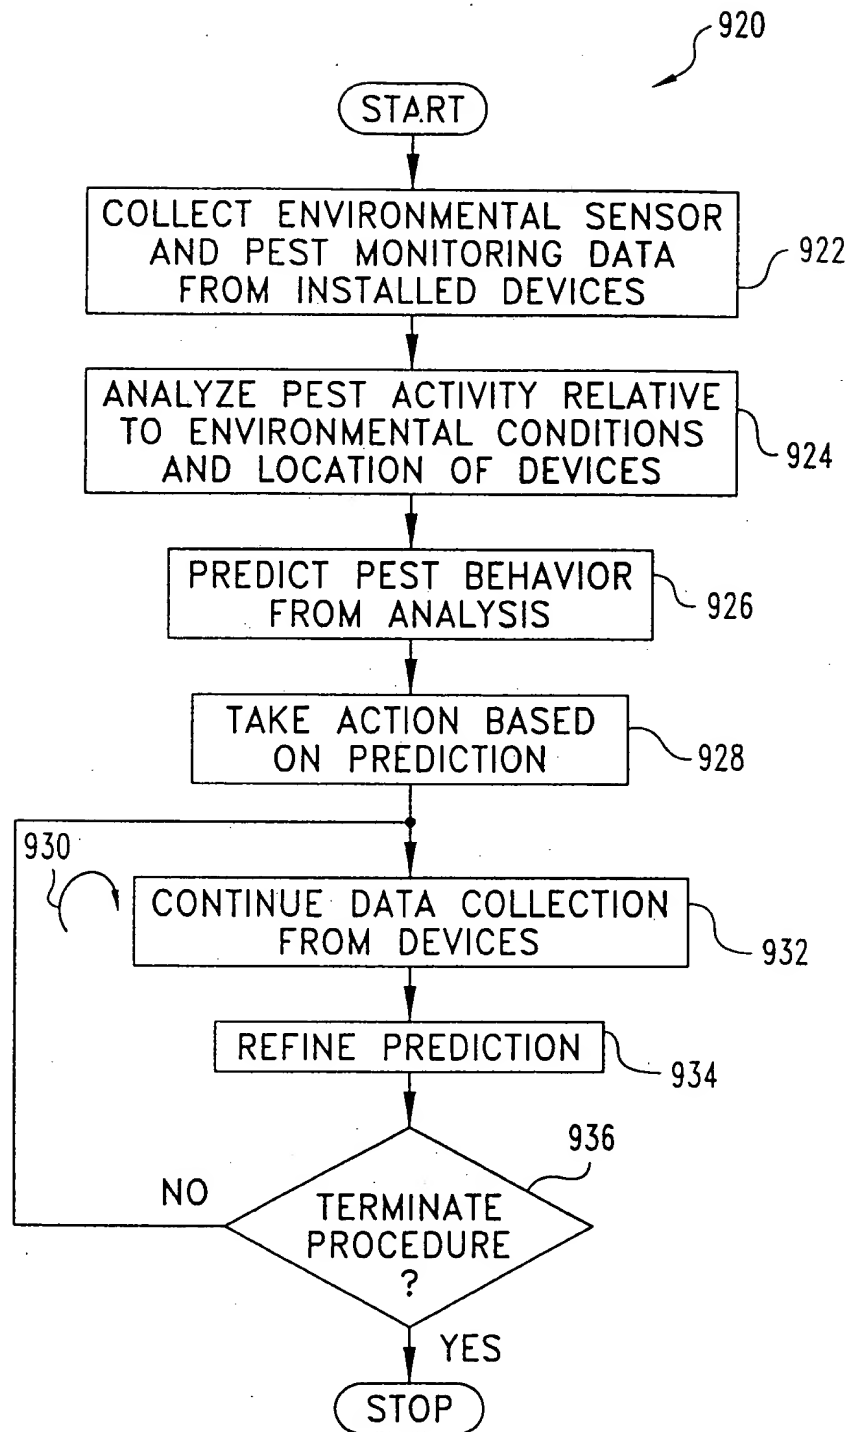 920
START
COLLECT ENVIRONMENTAL SENSOR
AND PEST MONITORING DATA
FROM INSTALLED DEVICES
922
ANALYZE PEST ACTIVITY RELATIVE
TO ENVIRONMENTAL CONDITIONS
AND LOCATION OF DEVICES
924
PREDICT PEST BEHAVIOR
FROM ANALYSIS
926
TAKE ACTION BASED
ON PREDICTION
928
930
CONTINUE DATA COLLECTION
FROM DEVICES
932
REFINE PREDICTION
934
936
NO
TERMINATE
PROCEDURE
?
YES
STOP